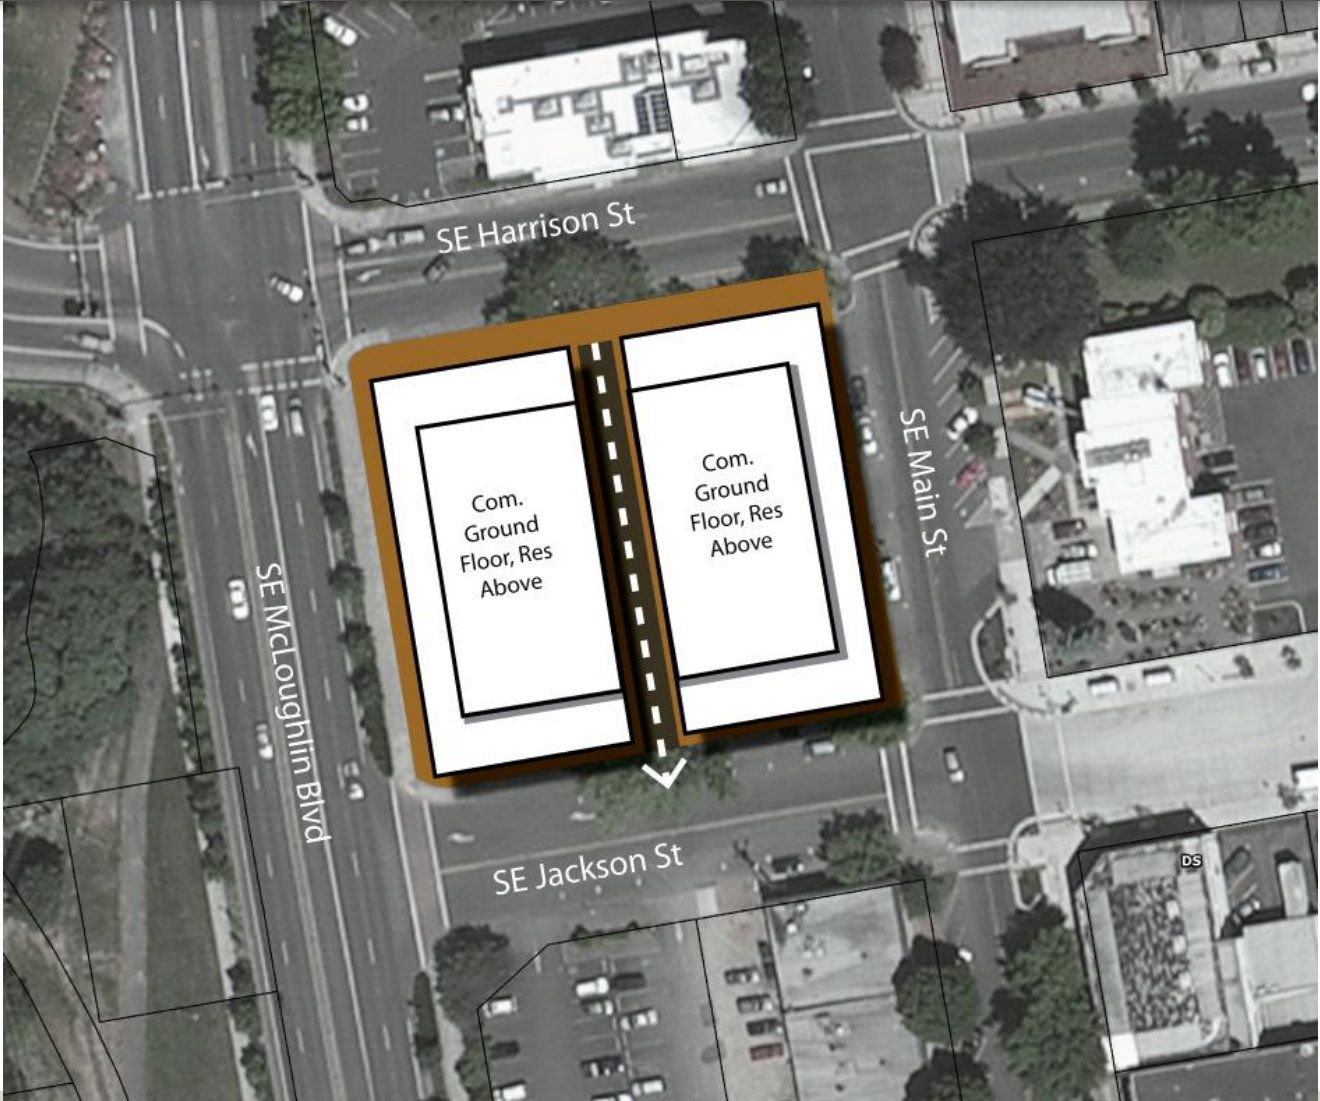 SE Harrison St
Com.
Ground
Floor, Res
Above
Com.
Ground
Floor, Res
Above
SE Main St
SE McLoughlin Blvd
SE Jackson St
DS